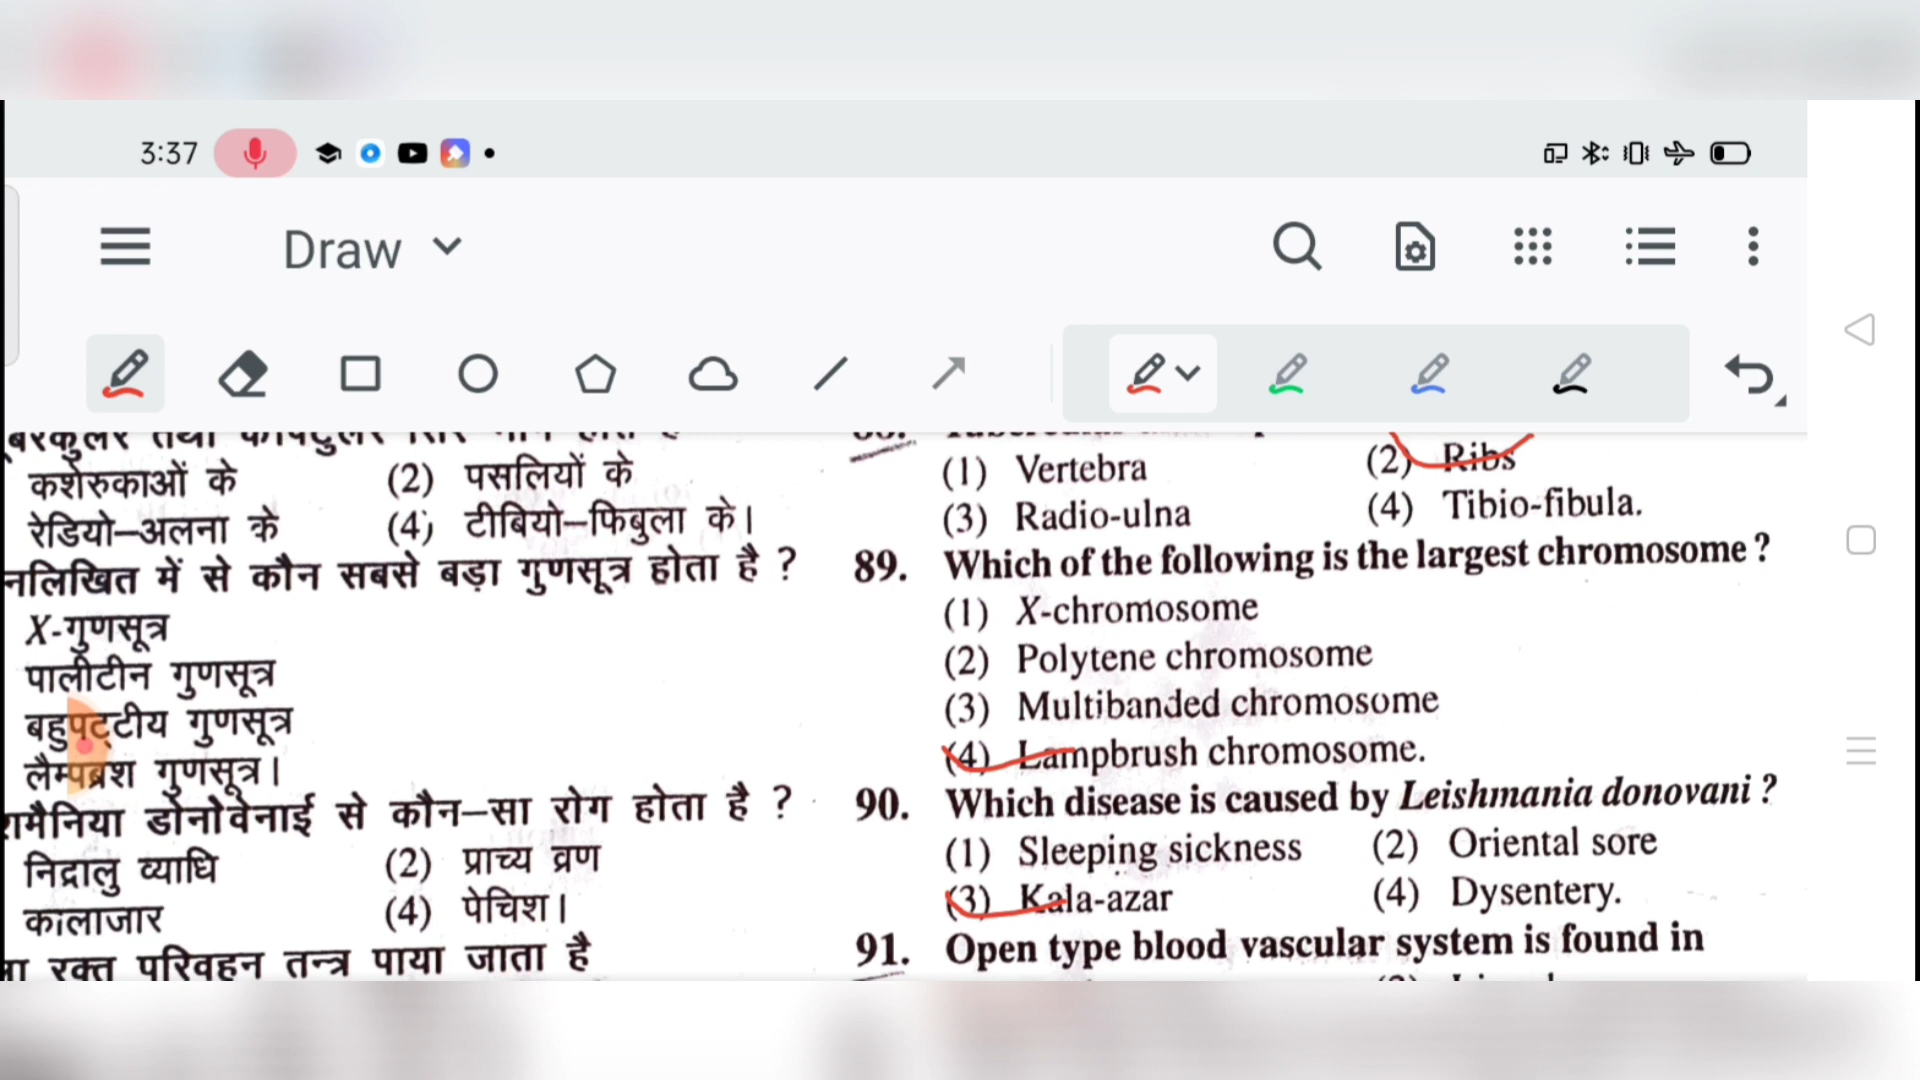 3:37
Draw
कशेरुकाओं के (2) पसलियों के
रेडियो–अलना के (4) टीबियो–फिबुला के।
नलिखित में से कौन सबसे बड़ा गुणसूत्र होता है ?
X-गुणसूत्र
पालीटीन गुणसूत्र
बहुपट्टीय गुणसूत्र
लैम्पब्रश गुणसूत्र।
शमैनिया डोनोवेनाई से कौन–सा रोग होता है ?
निद्रालु व्याधि (2) प्राच्य व्रण
कालाजार (4) पेचिश।
रक्त परिवहन तन्त्र पाया जाता है
(1) Vertebra (2) Ribs
(3) Radio-ulna (4) Tibio-fibula.
89. Which of the following is the largest chromosome ?
(1) X-chromosome
(2) Polytene chromosome
(3) Multibanded chromosome
(4) Lampbrush chromosome.
90. Which disease is caused by Leishmania donovani ?
(1) Sleeping sickness (2) Oriental sore
(3) Kala-azar (4) Dysentery.
91. Open type blood vascular system is found in